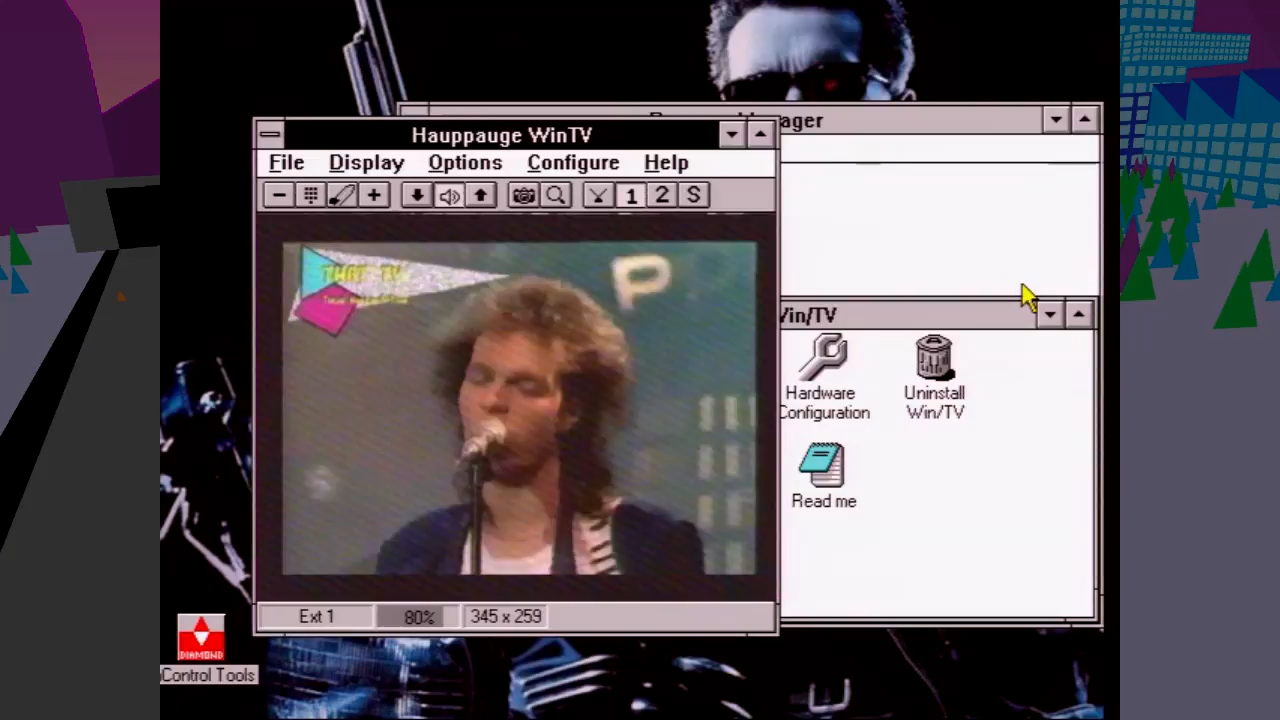 ager
Hauppauge WinTV
File Display Options Configure Help
1 2 S
P
Vin/TV
Hardware
Configuration
Uninstall
Win/TV
Read me
Ext 1 80% 345 x 259
DIAMOND
Control Tools